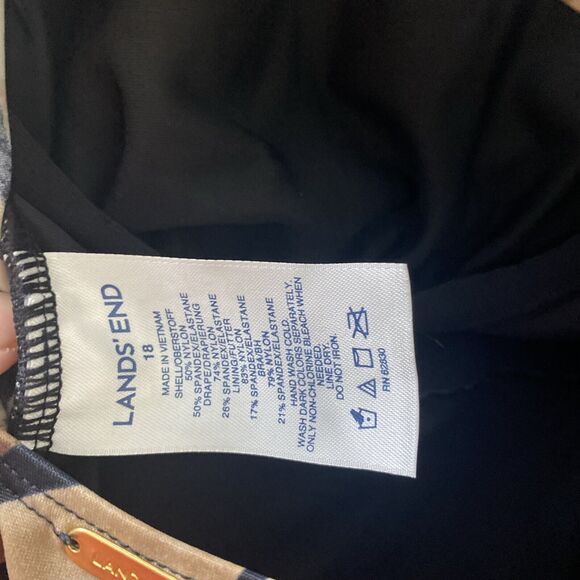 LANDS' END
18
MADE IN VIETNAM
SHELL/OBERSTOFF
50% NYLON
50% SPANDEX/ELASTANE
DRAPE/DRAPIERUNG
74% NYLON
26% SPANDEX/ELASTANE
LINING/FUTTER
83% NYLON
17% SPANDEX/ELASTANE
BRA/BH
79% NYLON
21% SPANDEX/ELASTANE
HAND WASH COLD.
WASH DARK COLORS SEPARATELY.
ONLY NON-CHLORINE BLEACH WHEN
NEEDED.
LINE DRY.
DO NOT IRON.
RN 62830
LAND